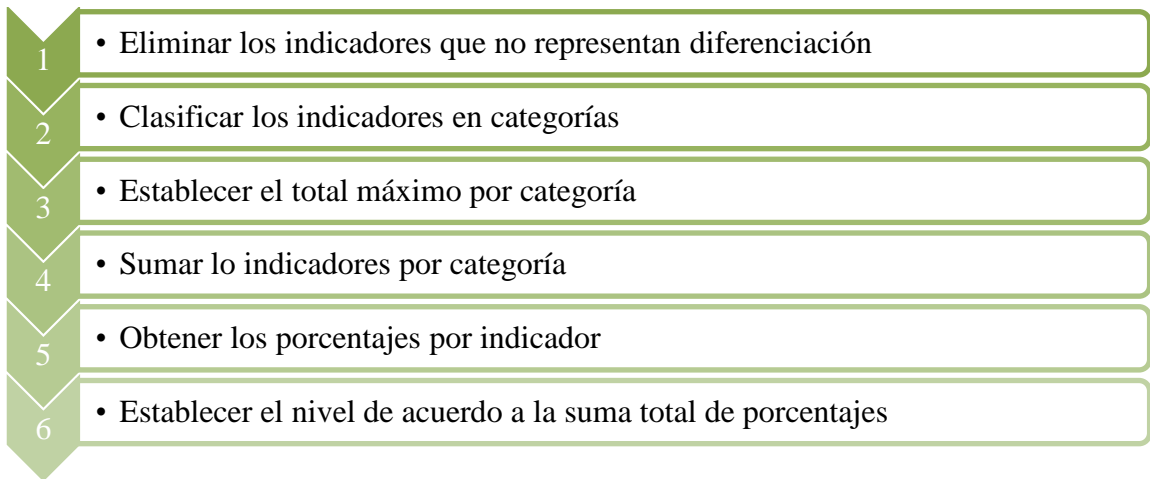 1 • Eliminar los indicadores que no representan diferenciación
2 • Clasificar los indicadores en categorías
3 • Establecer el total máximo por categoría
4 • Sumar lo indicadores por categoría
5 • Obtener los porcentajes por indicador
6 • Establecer el nivel de acuerdo a la suma total de porcentajes